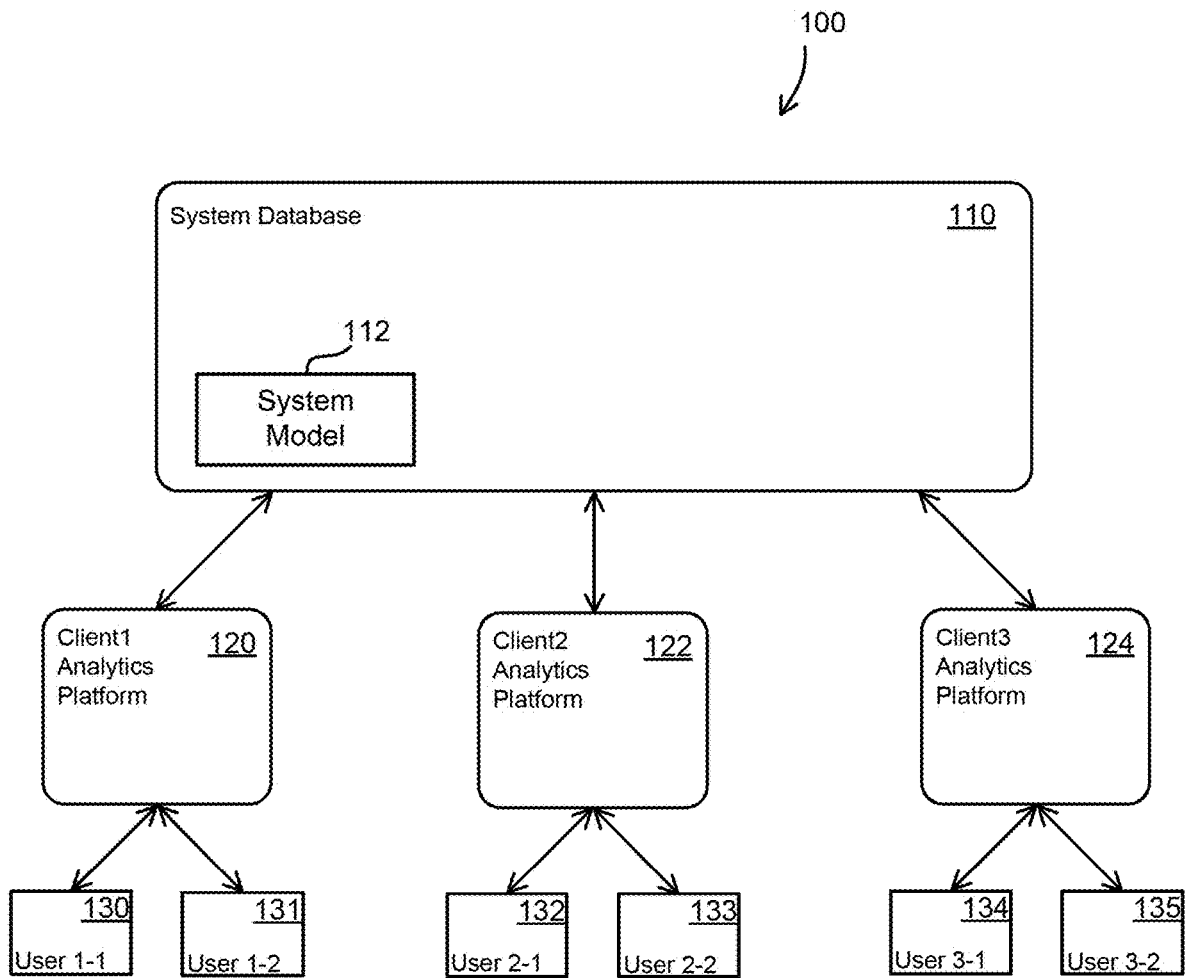 100
System Database
110
112
System
Model
Client1
Analytics
Platform
120
Client2
Analytics
Platform
122
Client3
Analytics
Platform
124
130
User 1-1
131
User 1-2
132
User 2-1
133
User 2-2
134
User 3-1
135
User 3-2